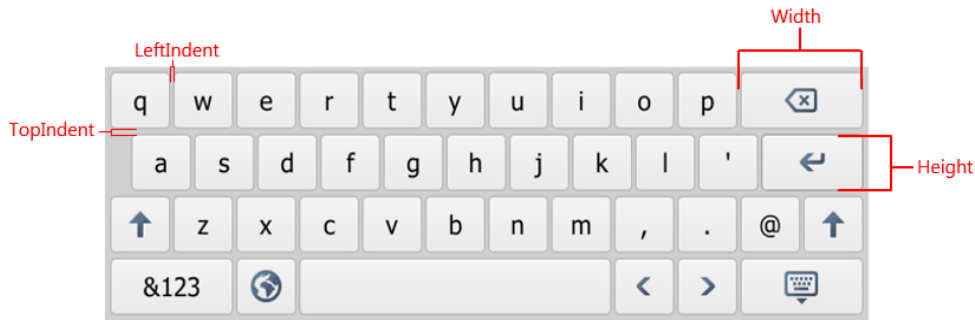 Width
LeftIndent
q w e r t y u i o p
TopIndent
a s d f g h j k l '
Height
z x c v b n m , . @
&123 < >